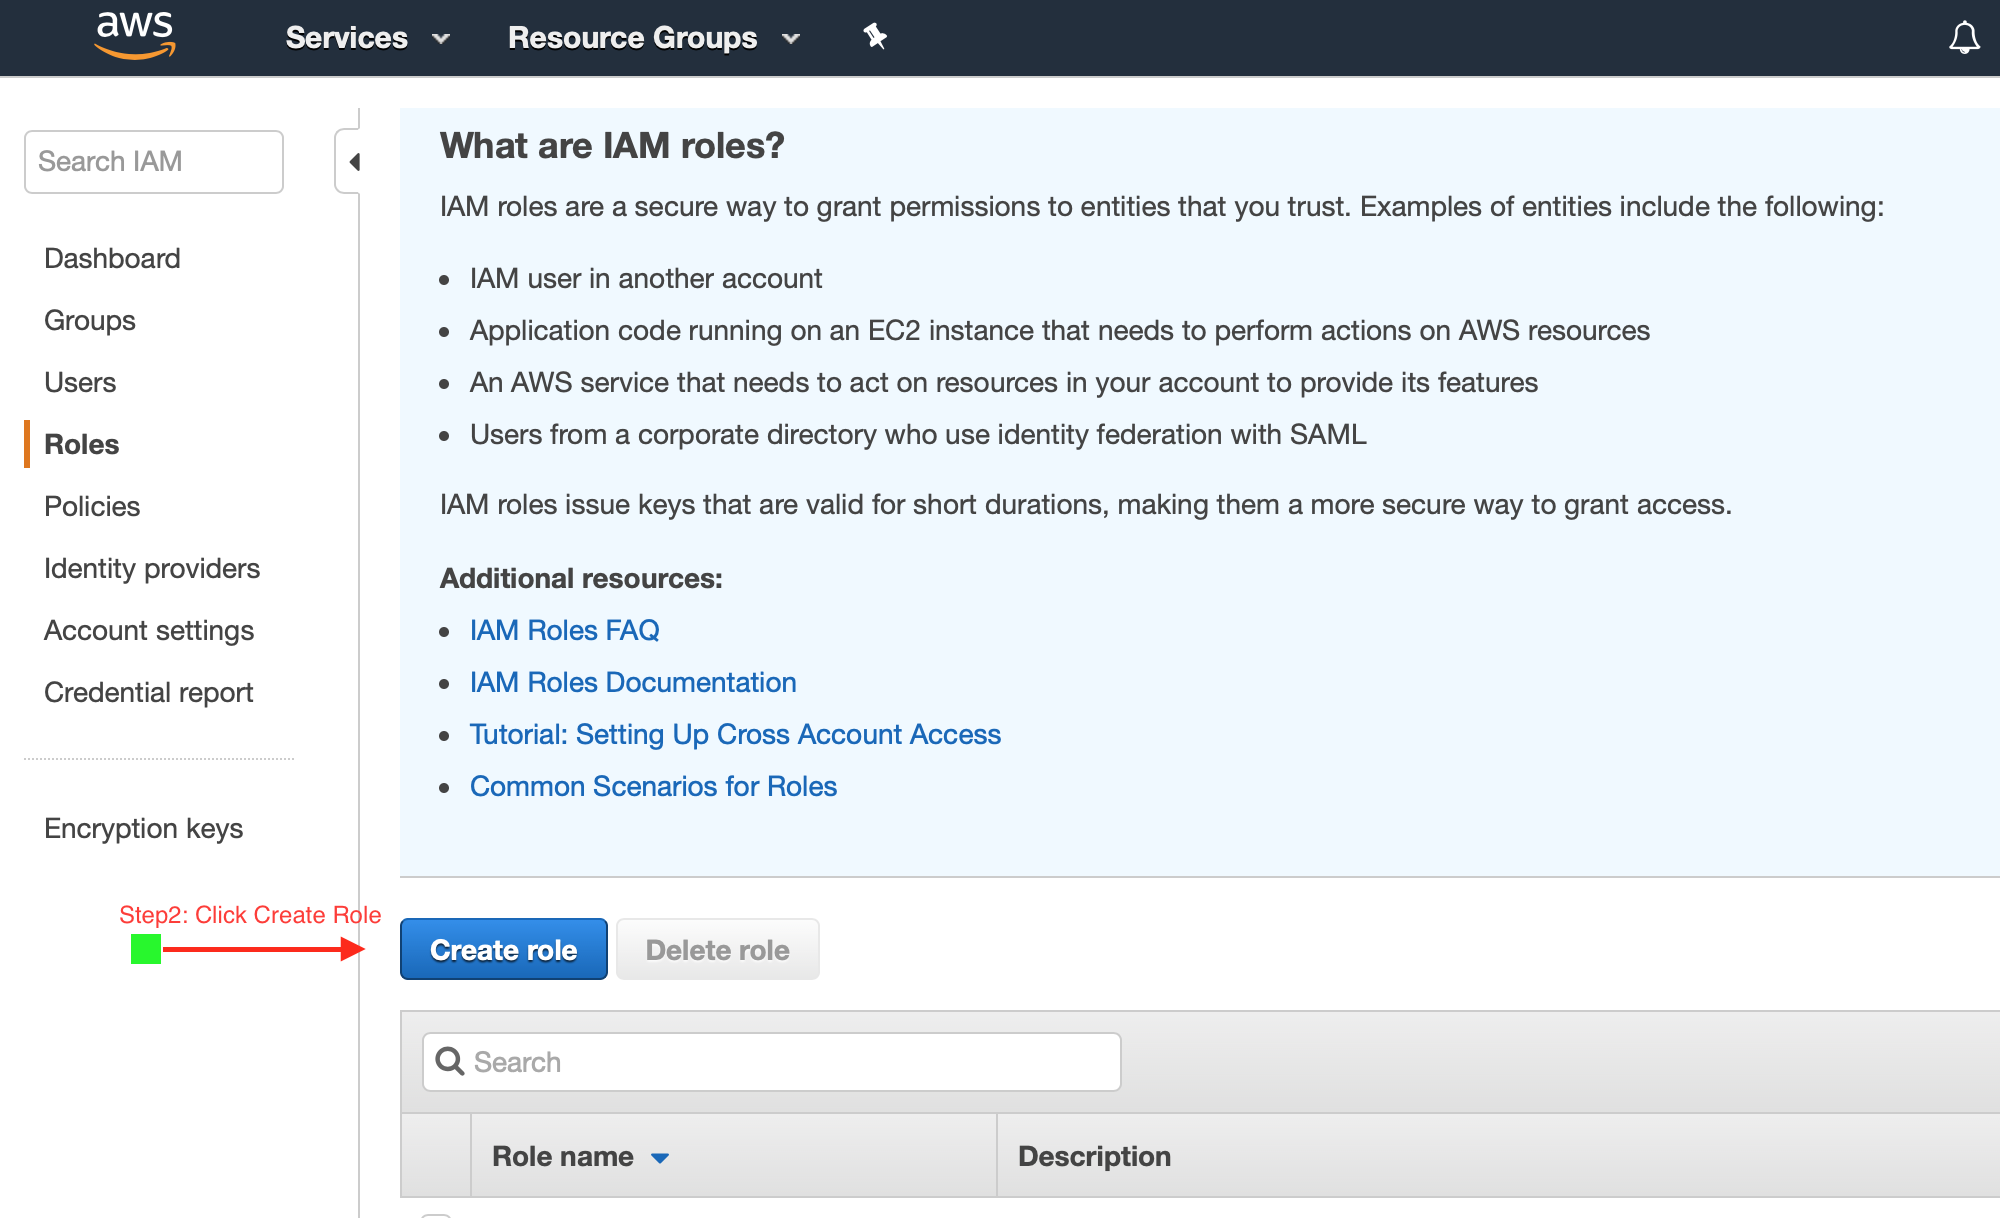 aws
Services
Resource Groups
Search IAM
Dashboard
Groups
Users
Roles
Policies
Identity providers
Account settings
Credential report
Encryption keys
What are IAM roles?
IAM roles are a secure way to grant permissions to entities that you trust. Examples of entities include the following:
IAM user in another account
Application code running on an EC2 instance that needs to perform actions on AWS resources
An AWS service that needs to act on resources in your account to provide its features
Users from a corporate directory who use identity federation with SAML
IAM roles issue keys that are valid for short durations, making them a more secure way to grant access.
Additional resources:
IAM Roles FAQ
IAM Roles Documentation
Tutorial: Setting Up Cross Account Access
Common Scenarios for Roles
Step2: Click Create Role
Create role
Delete role
Search
Role name
Description